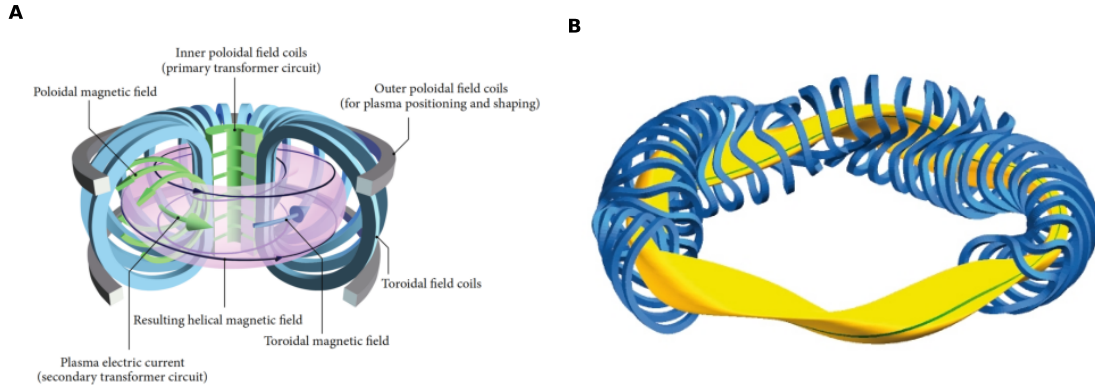 A
B
Inner poloidal field coils
(primary transformer circuit)
Poloidal magnetic field
Outer poloidal field coils
(for plasma positioning and shaping)
Toroidal field coils
Resulting helical magnetic field
Toroidal magnetic field
Plasma electric current
(secondary transformer circuit)